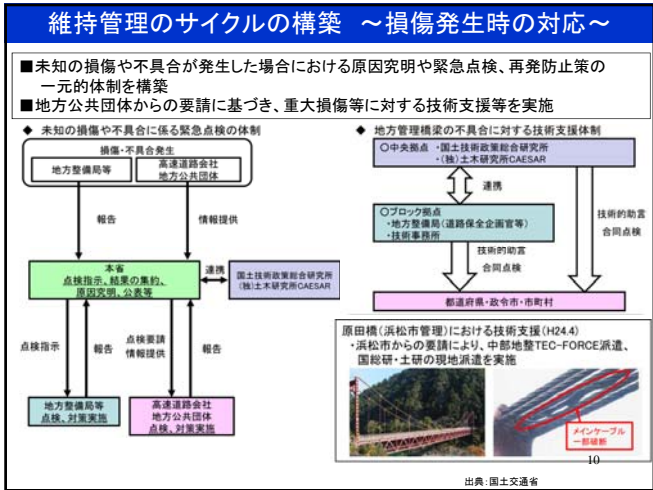 維持管理のサイクルの構築　～損傷発生時の対応～
■未知の損傷や不具合が発生した場合における原因究明や緊急点検、再発防止策の
一元的体制を構築
■地方公共団体からの要請に基づき、重大損傷等に対する技術支援等を実施
◆ 未知の損傷や不具合に係る緊急点検の体制
損傷・不具合発生
地方整備局等
高速道路会社
地方公共団体
報告
情報提供
本省
点検指示、結果の集約、
原因究明、公表等
連携
国土技術政策総合研究所
(独)土木研究所CAESAR
点検指示
報告
点検要請
情報提供
報告
地方整備局等
点検、対策実施
高速道路会社
地方公共団体
点検、対策実施
◆ 地方管理橋梁の不具合に対する技術支援体制
○中央拠点 ・国土技術政策総合研究所
・(独)土木研究所CAESAR
連携
○ブロック拠点
・地方整備局(道路保全企画官等)
・技術事務所
技術的助言
合同点検
技術的助言
合同点検
都道府県・政令市・市町村
原田橋(浜松市管理)における技術支援(H24.4)
・浜松市からの要請により、中部地整TEC-FORCE派遣、
国総研・土研の現地派遣を実施
メインケーブル
一部破断
10
出典:国土交通省